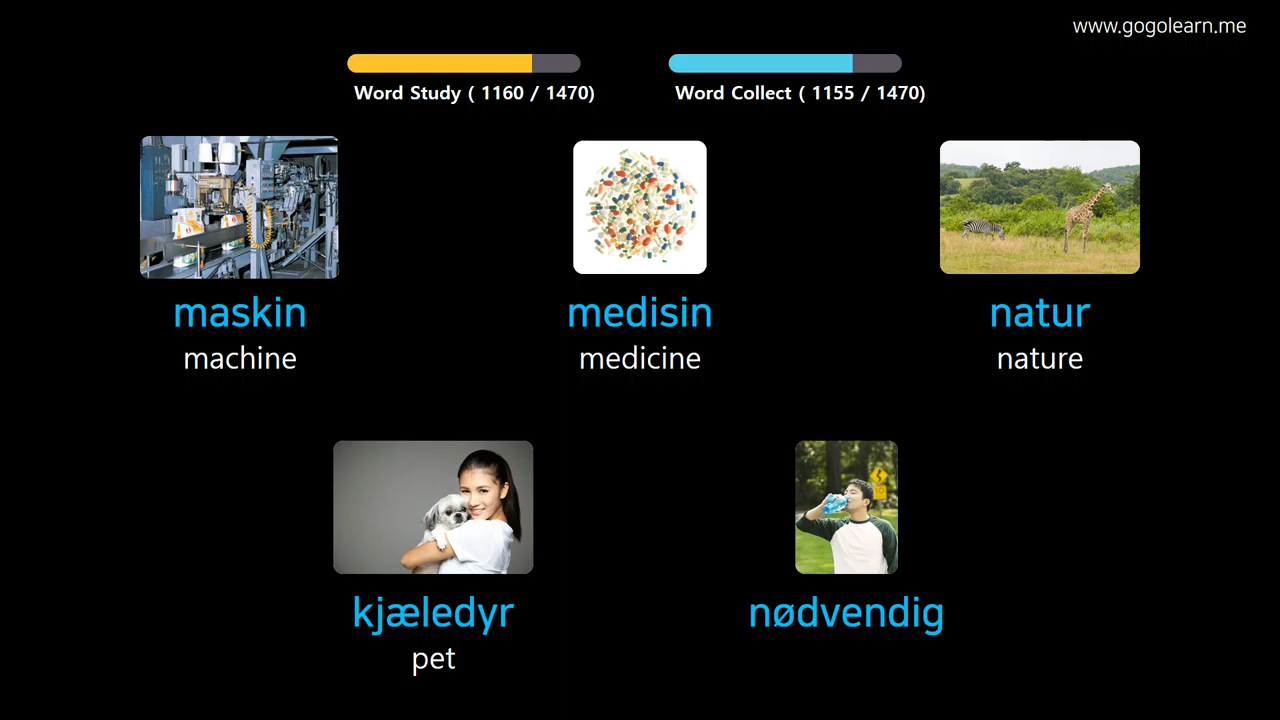 www.gogolearn.me
Word Study ( 1160 / 1470)
Word Collect ( 1155 / 1470)
maskin
machine
medisin
medicine
natur
nature
kjæledyr
pet
nødvendig